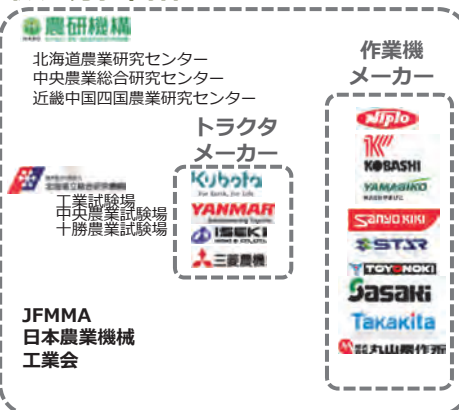 農研機構
北海道農業研究センター
中央農業総合研究センター
近畿中国四国農業研究センター
工業試験場
中央農業試験場
十勝農業試験場
JFMMA
日本農業機械
工業会
トラクタ
メーカー
Kubota
For Earth, For Life
YANMAR
ISEKI
三菱農機
作業機
メーカー
Niplo
KOBASHI
YAMABIKO
SANYO KIKI
STAR
TOYONOKI
Sasaki
Takakita
丸山製作所